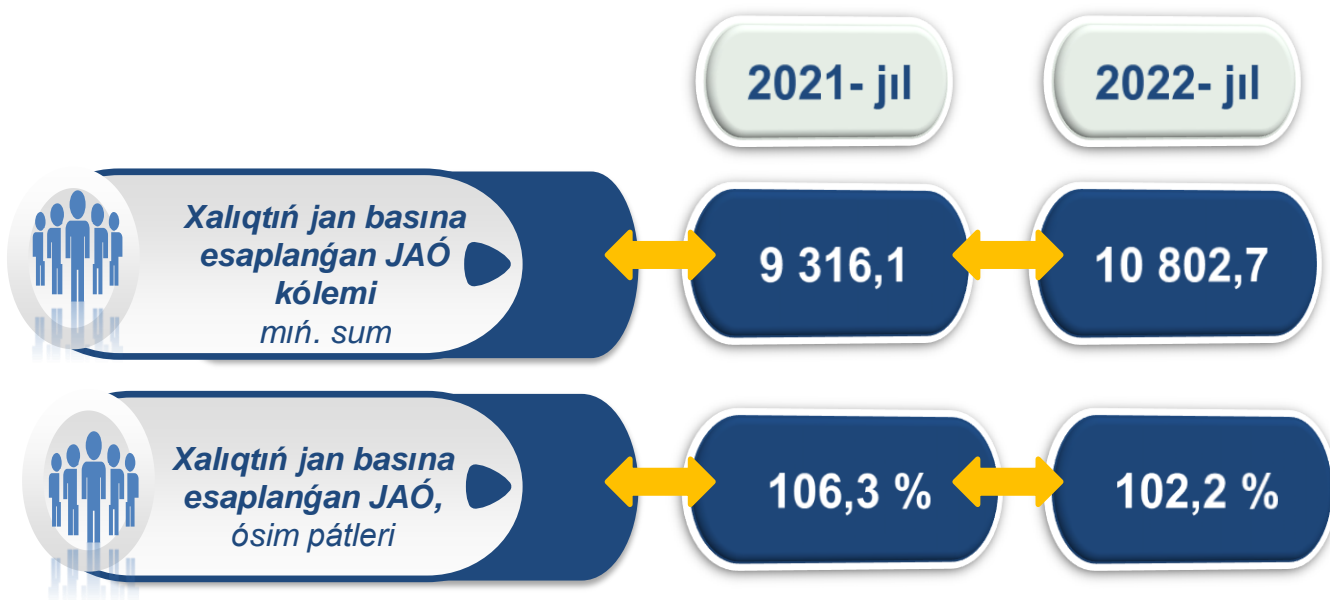 2021- jıl
2022- jıl
Xalıqtıń jan basına
esaplanǵan JAÓ
kólemi
mıń. sum
9 316,1
10 802,7
Xalıqtıń jan basına
esaplanǵan JAÓ,
ósim pátleri
106,3 %
102,2 %